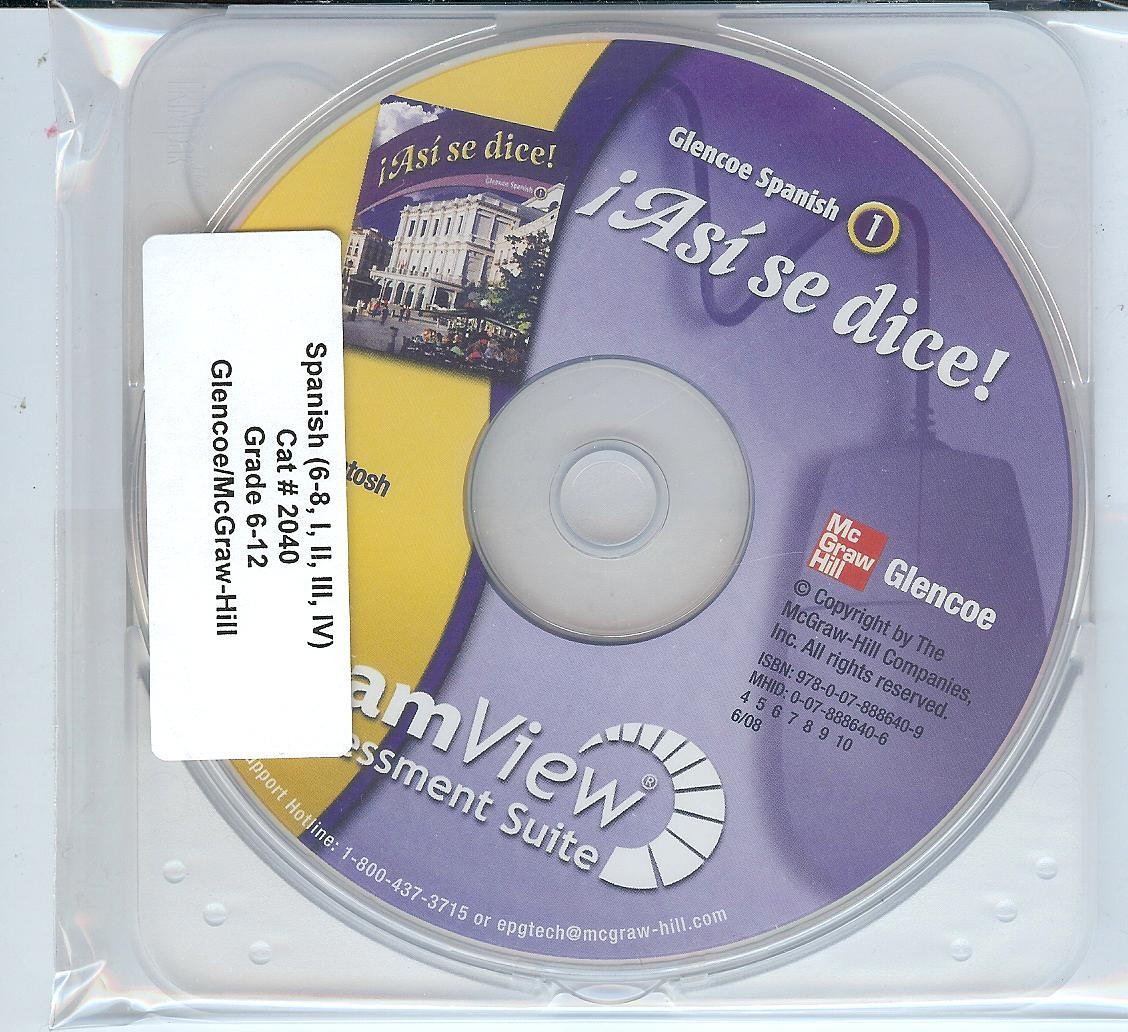 Glencoe Spanish 1
¡Así se dice!
¡Así se dice!
Glencoe Spanish 1
Spanish (6-8, I, II, III, IV)
Cat # 2040
Grade 6-12
Glencoe/McGraw-Hill
tosh
Mc
Graw
Hill
Glencoe
© Copyright by The
McGraw-Hill Companies,
Inc. All rights reserved.
ISBN: 978-0-07-888640-9
MHID: 0-07-888640-6
4 5 6 7 8 9 10
6/08
amView®
essment Suite
pport Hotline: 1-800-437-3715 or epgtech@mcgraw-hill.com